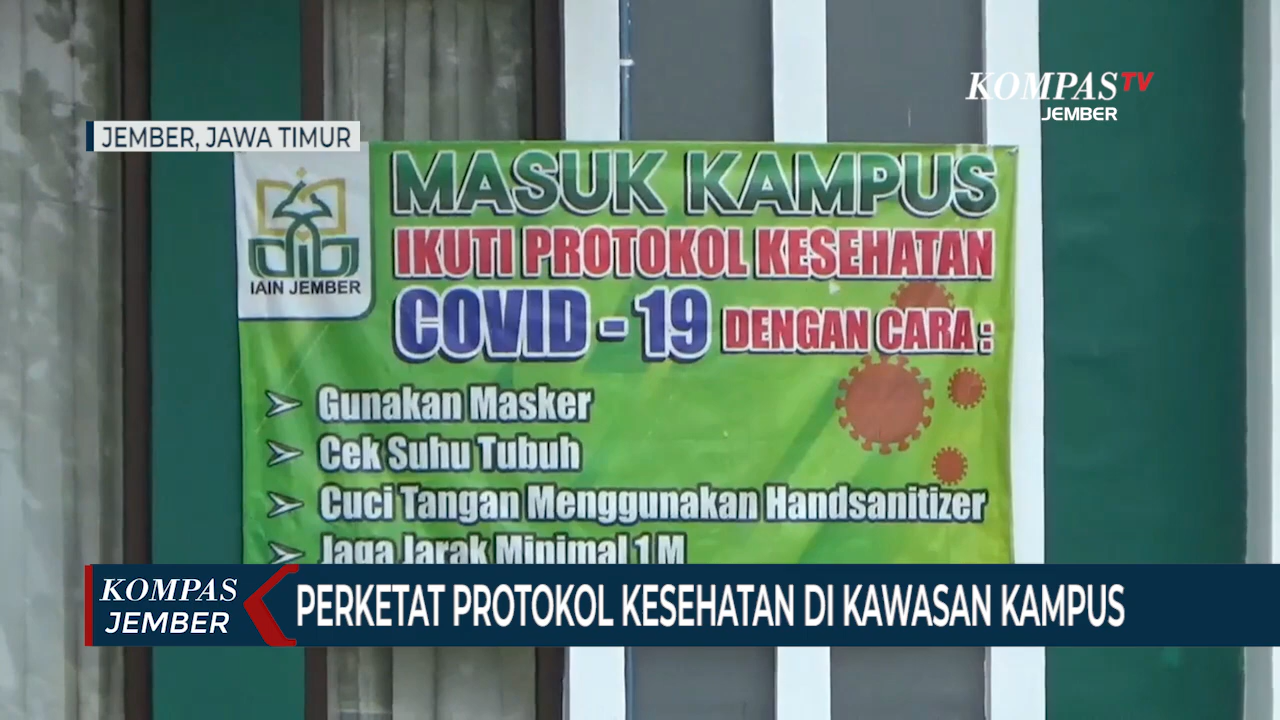 KOMPAS TV
JEMBER
JEMBER, JAWA TIMUR
IAIN JEMBER
MASUK KAMPUS
IKUTI PROTOKOL KESEHATAN
COVID - 19 DENGAN CARA :
Gunakan Masker
Cek Suhu Tubuh
Cuci Tangan Menggunakan Handsanitizer
Jaga Jarak Minimal 1 M
KOMPAS
JEMBER
PERKETAT PROTOKOL KESEHATAN DI KAWASAN KAMPUS